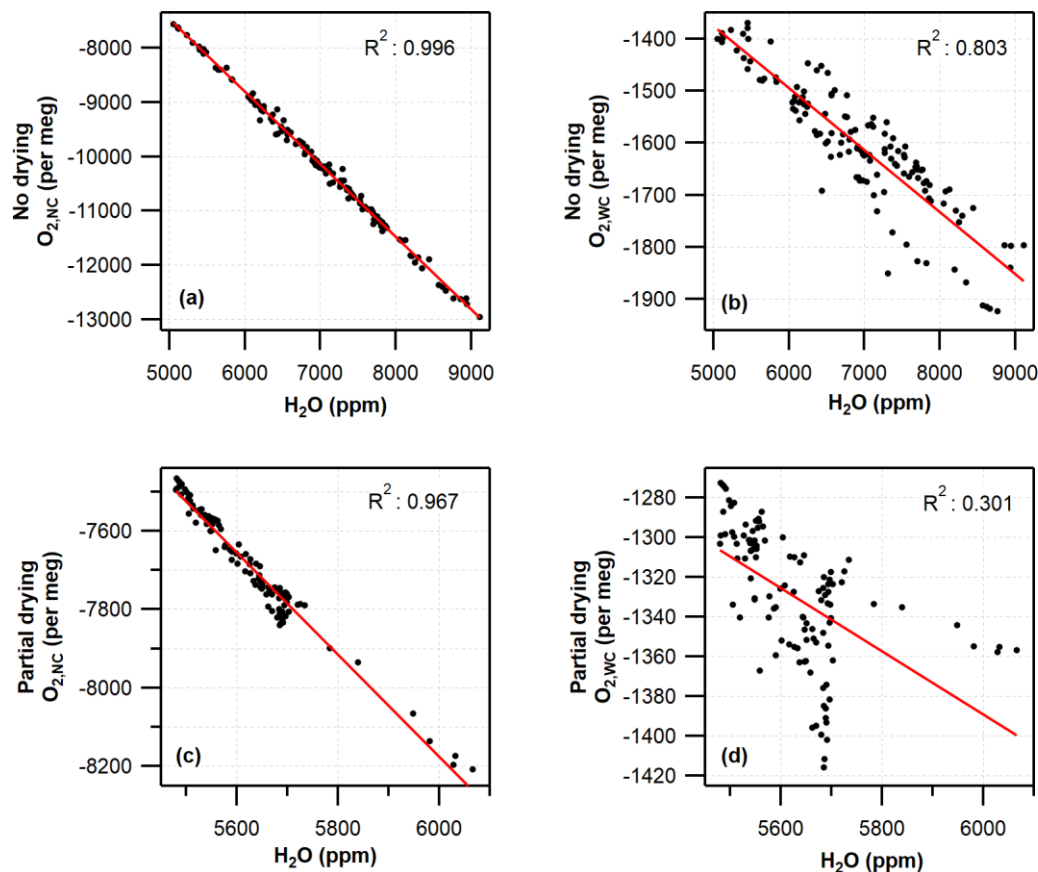 R²: 0.996
-8000
-9000
-10000
-11000
-12000
-13000
No drying
O₂,NC (per meg)
(a)
5000 6000 7000 8000 9000
H₂O (ppm)
R²: 0.803
-1400
-1500
-1600
-1700
-1800
-1900
No drying
O₂,WC (per meg)
(b)
5000 6000 7000 8000 9000
H₂O (ppm)
R²: 0.967
-7600
-7800
-8000
-8200
Partial drying
O₂,NC (per meg)
(c)
5600 5800 6000
H₂O (ppm)
R²: 0.301
-1280
-1300
-1320
-1340
-1360
-1380
-1400
-1420
Partial drying
O₂,WC (per meg)
(d)
5600 5800 6000
H₂O (ppm)